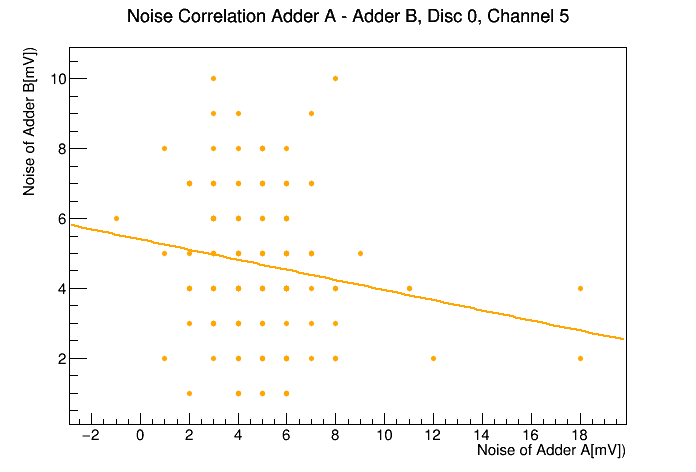 Noise Correlation Adder A - Adder B, Disc 0, Channel 5
Noise of Adder B[mV])
10
8
6
4
2
−2 0 2 4 6 8 10 12 14 16 18
Noise of Adder A[mV])